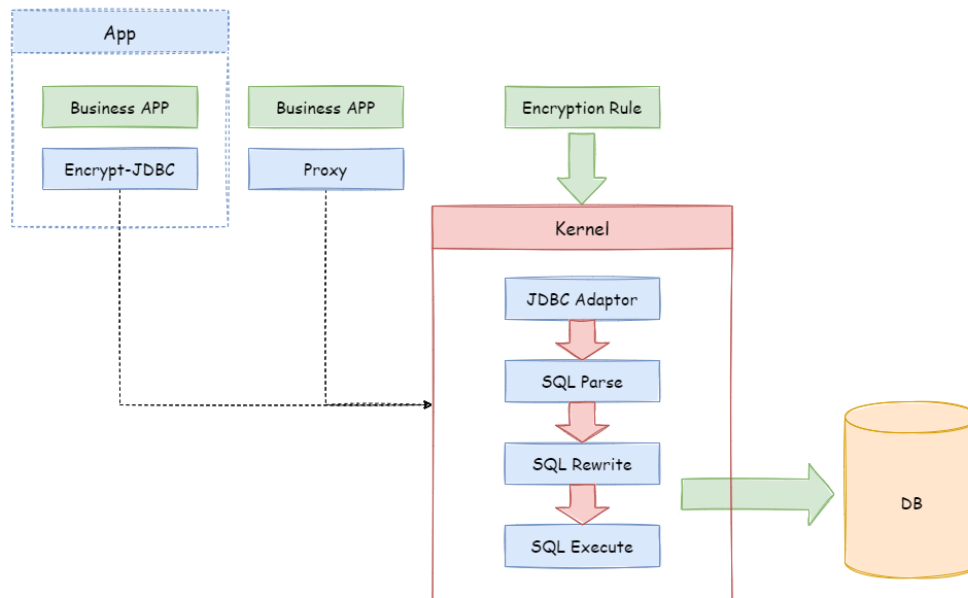 App
Business APP
Business APP
Encryption Rule
Encrypt-JDBC
Proxy
Kernel
JDBC Adaptor
SQL Parse
SQL Rewrite
DB
SQL Execute